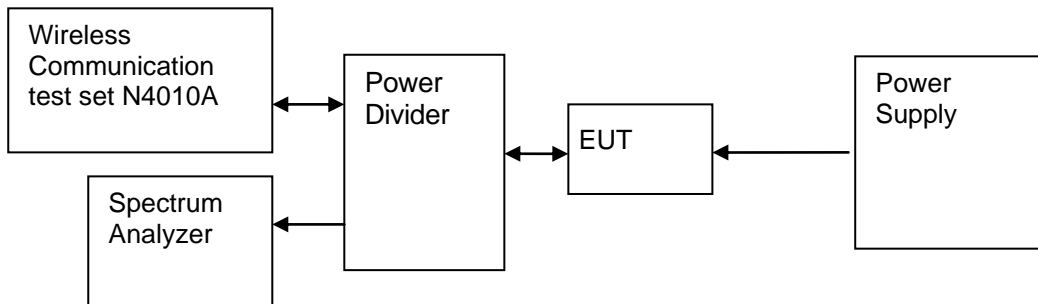 Wireless
Communication
test set N4010A
Power
Divider
EUT
Power
Supply
Spectrum
Analyzer